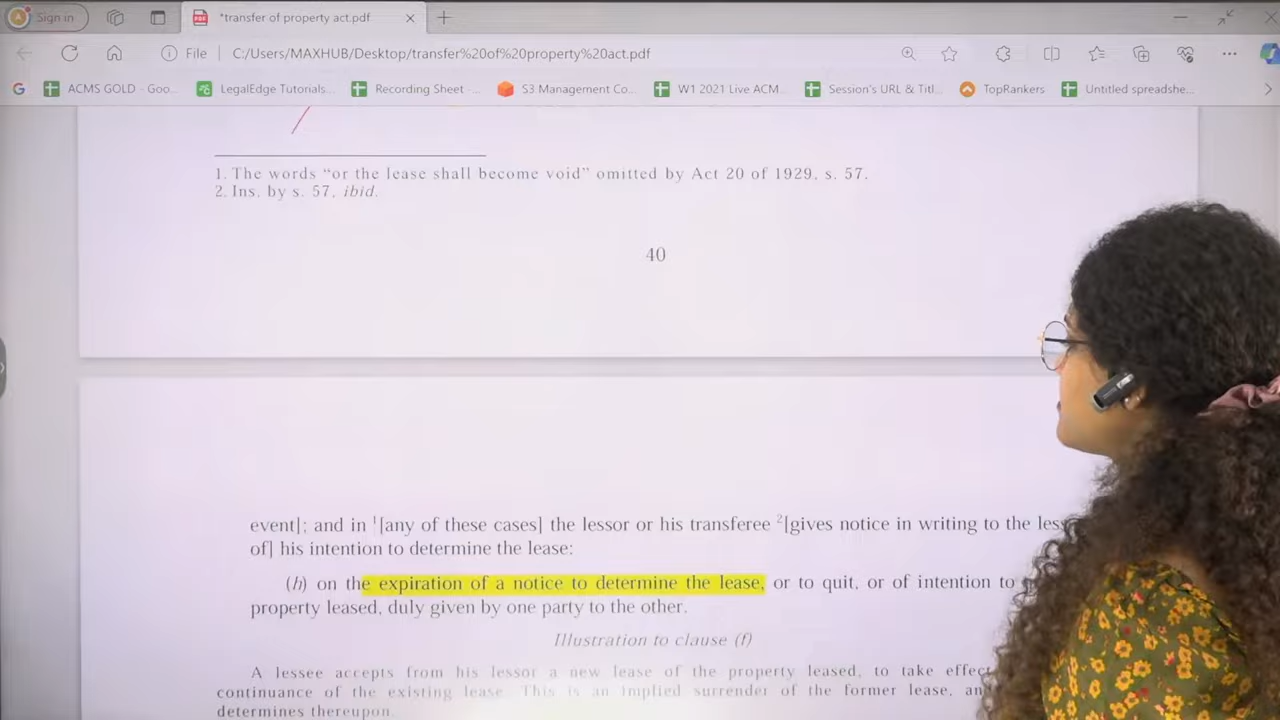 Sign in
*transfer of property act.pdf
File
C:/Users/MAXHUB/Desktop/transfer%20of%20property%20act.pdf
ACMS GOLD - Goo...
LegalEdge Tutorials...
Recording Sheet -...
S3 Management Co...
W1 2021 Live ACM...
Session's URL & Titl...
TopRankers
Untitled spreadshe...
1. The words “or the lease shall become void” omitted by Act 20 of 1929, s. 57.
2. Ins. by s. 57, ibid.
40
event]; and in 1[any of these cases] the lessor or his transferee 2[gives notice in writing to the les
of] his intention to determine the lease:
(h) on the expiration of a notice to determine the lease, or to quit, or of intention to
property leased, duly given by one party to the other.
Illustration to clause (f)
A lessee accepts from his lessor a new lease of the property leased, to take effec
continuance of the existing lease. This is an implied surrender of the former lease, an
determines thereupon.